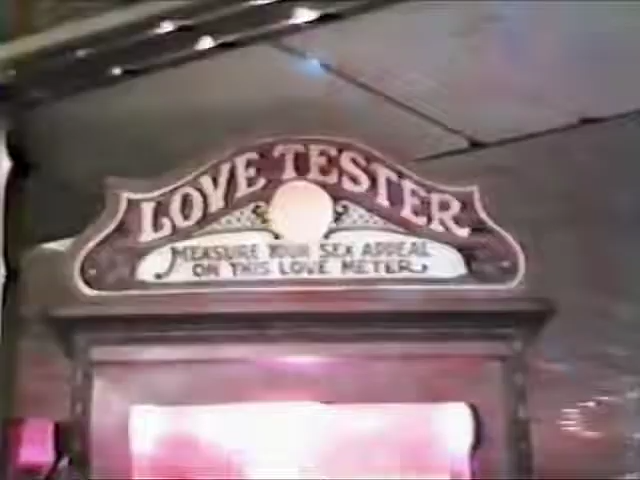 LOVE TESTER
MEASURE YOUR SEX APPEAL
ON THIS LOVE METER